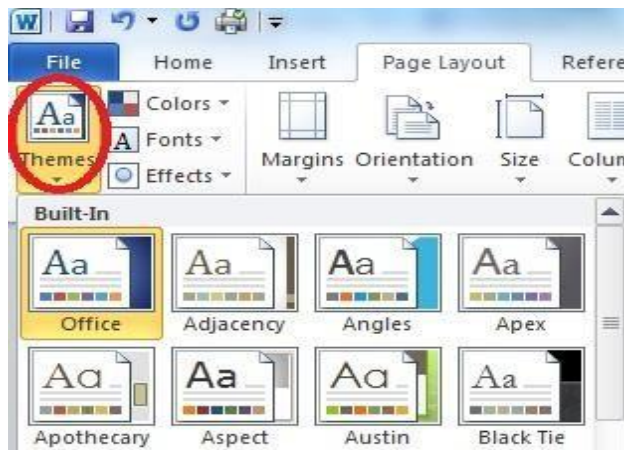 W
File Home Insert Page Layout Refere
Aa Colors
A Fonts
Themes Effects Margins Orientation Size Colum
Built-In
Aa Aa Aa Aa
Office Adjacency Angles Apex
Aa Aa Aa Aa
Apothecary Aspect Austin Black Tie